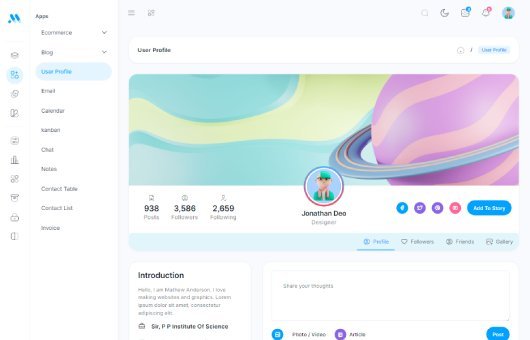 Apps
Ecommerce
Blog
User Profile
Email
Calendar
kanban
Chat
Notes
Contact Table
Contact List
Invoice
User Profile
/ User Profile
938
Posts
3,586
Followers
2,659
Following
Jonathan Deo
Designer
Add To Story
Profile
Followers
Friends
Gallery
Introduction
Hello, I am Mathew Anderson. I love
making websites and graphics. Lorem
ipsum dolor sit amet, consectetur
adipiscing elit.
Sir, P P Institute Of Science
Share your thoughts
Photo / Video
Article
Post